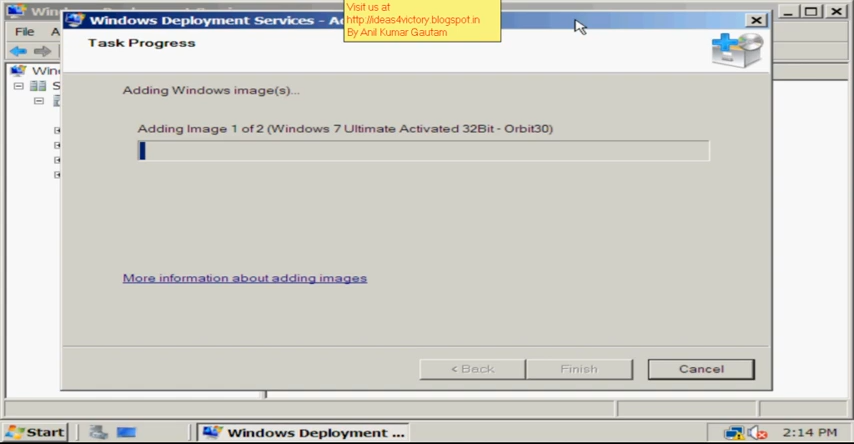 Visit us at
http://ideas4victory.blogspot.in
By Anil Kumar Gautam
Windows Deployment Services - A
Task Progress
File A
Wind
S
Adding Windows image(s)...
Adding Image 1 of 2 (Windows 7 Ultimate Activated 32Bit - Orbit30)
More information about adding images
< Back
Finish
Cancel
Start
Windows Deployment ...
2:14 PM